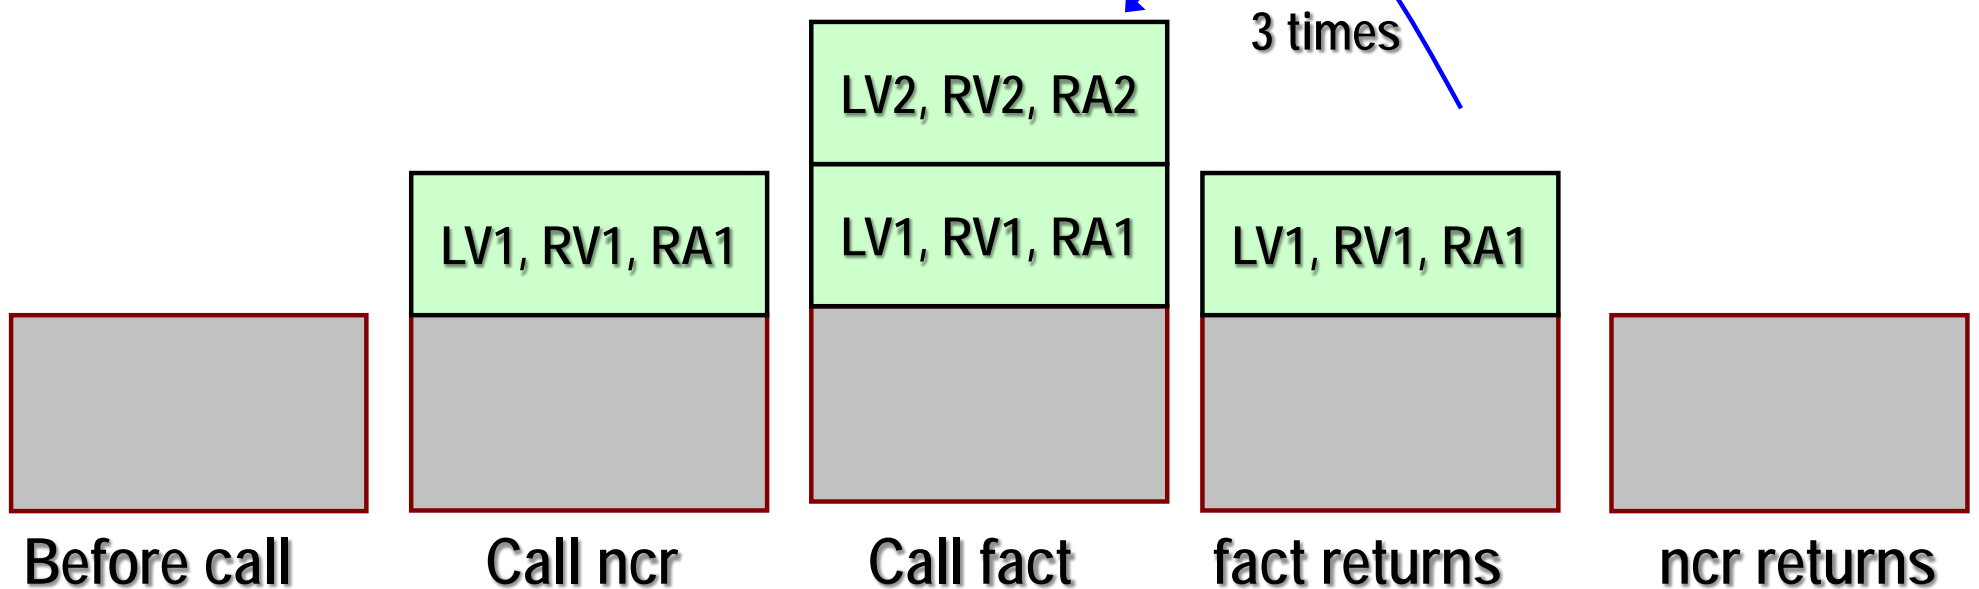 3 times
LV2, RV2, RA2
LV1, RV1, RA1
LV1, RV1, RA1
LV1, RV1, RA1
Before call
Call ncr
Call fact
fact returns
ncr returns